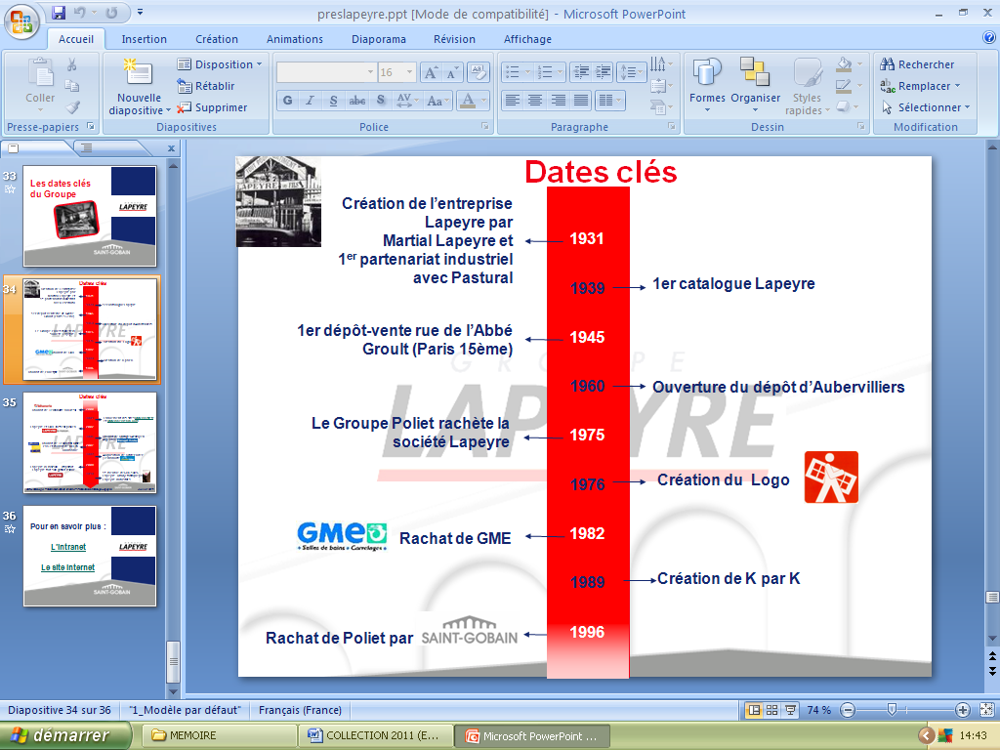 preslapeyre.ppt [Mode de compatibilité] - Microsoft PowerPoint
Accueil Insertion Création Animations Diaporama Révision Affichage
Coller
Nouvelle diapositive
Disposition
Rétablir
Supprimer
16
G I S abc S AV Aa A
Formes Organiser Styles rapides
Rechercher
Remplacer
Sélectionner
Presse-papiers Diapositives Police Paragraphe Dessin Modification
33
Les dates clés
du Groupe
LAPEYRE
SAINT-GOBAIN
34
Dates clés
35
36
Pour en savoir plus :
L'Intranet
Le site Internet
LAPEYRE
SAINT-GOBAIN
Dates clés
Création de l'entreprise
Lapeyre par
Martial Lapeyre et
1er partenariat industriel
avec Pastural
1931
1939
1er catalogue Lapeyre
1er dépôt-vente rue de l'Abbé
Groult (Paris 15ème)
1945
GROUPE
LAPEYRE
1960
Ouverture du dépôt d'Aubervilliers
Le Groupe Poliet rachète la
société Lapeyre
1975
1976
Création du Logo
GME
Salles de bains • Carrelages
Rachat de GME
1982
1989
Création de K par K
Rachat de Poliet par SAINT-GOBAIN
1996
Diapositive 34 sur 36 "1_Modèle par défaut" Français (France) 74 %
démarrer MEMOIRE COLLECTION 2011 (E... Microsoft PowerPoint ... 14:43